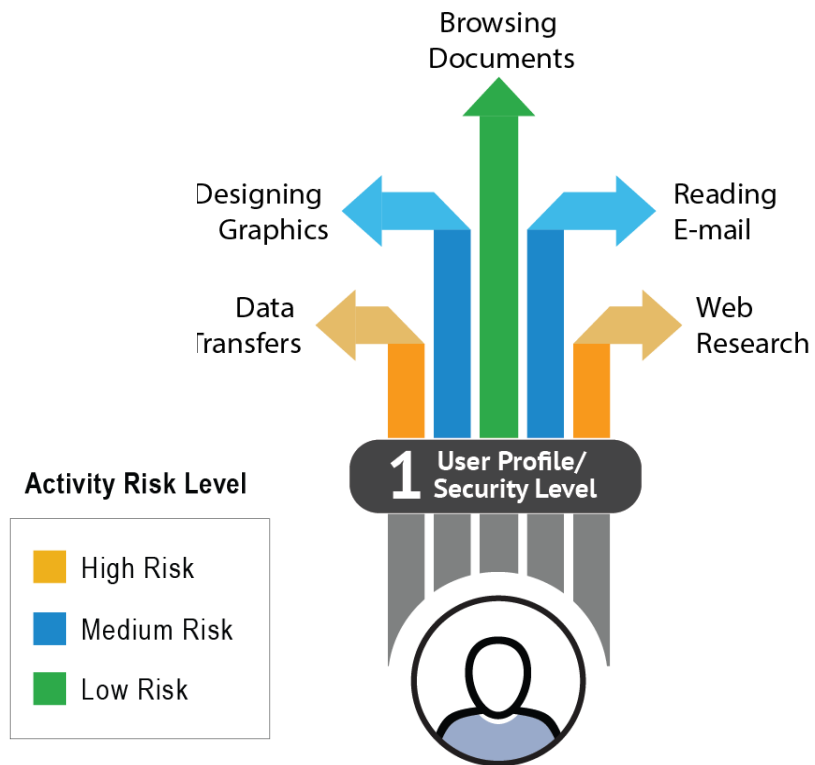 Browsing
Documents
Designing
Graphics
Reading
E-mail
Data
Transfers
Web
Research
1 User Profile/
Security Level
Activity Risk Level
High Risk
Medium Risk
Low Risk